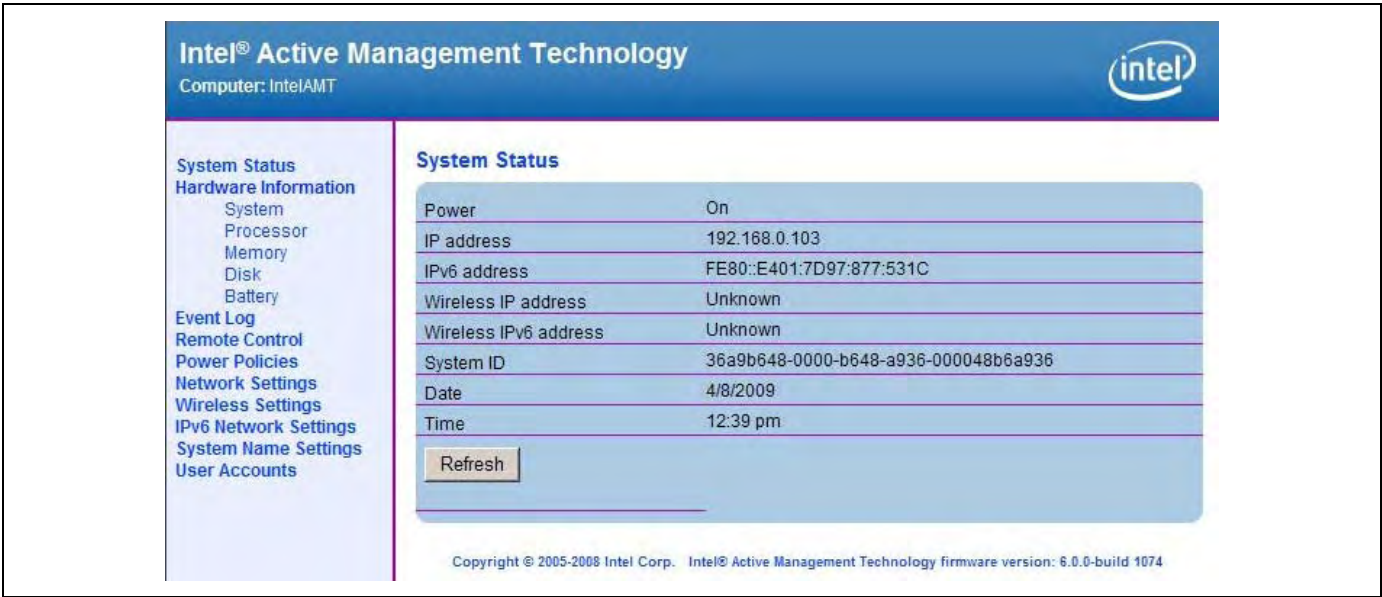 Intel® Active Management Technology
Computer: IntelAMT
intel
System Status
Hardware Information
System
Processor
Memory
Disk
Battery
Event Log
Remote Control
Power Policies
Network Settings
Wireless Settings
IPv6 Network Settings
System Name Settings
User Accounts
System Status
Power On
IP address 192.168.0.103
IPv6 address FE80::E401:7D97:877:531C
Wireless IP address Unknown
Wireless IPv6 address Unknown
System ID 36a9b648-0000-b648-a936-000048b6a936
Date 4/8/2009
Time 12:39 pm
Refresh
Copyright © 2005-2008 Intel Corp. Intel® Active Management Technology firmware version: 6.0.0-build 1074